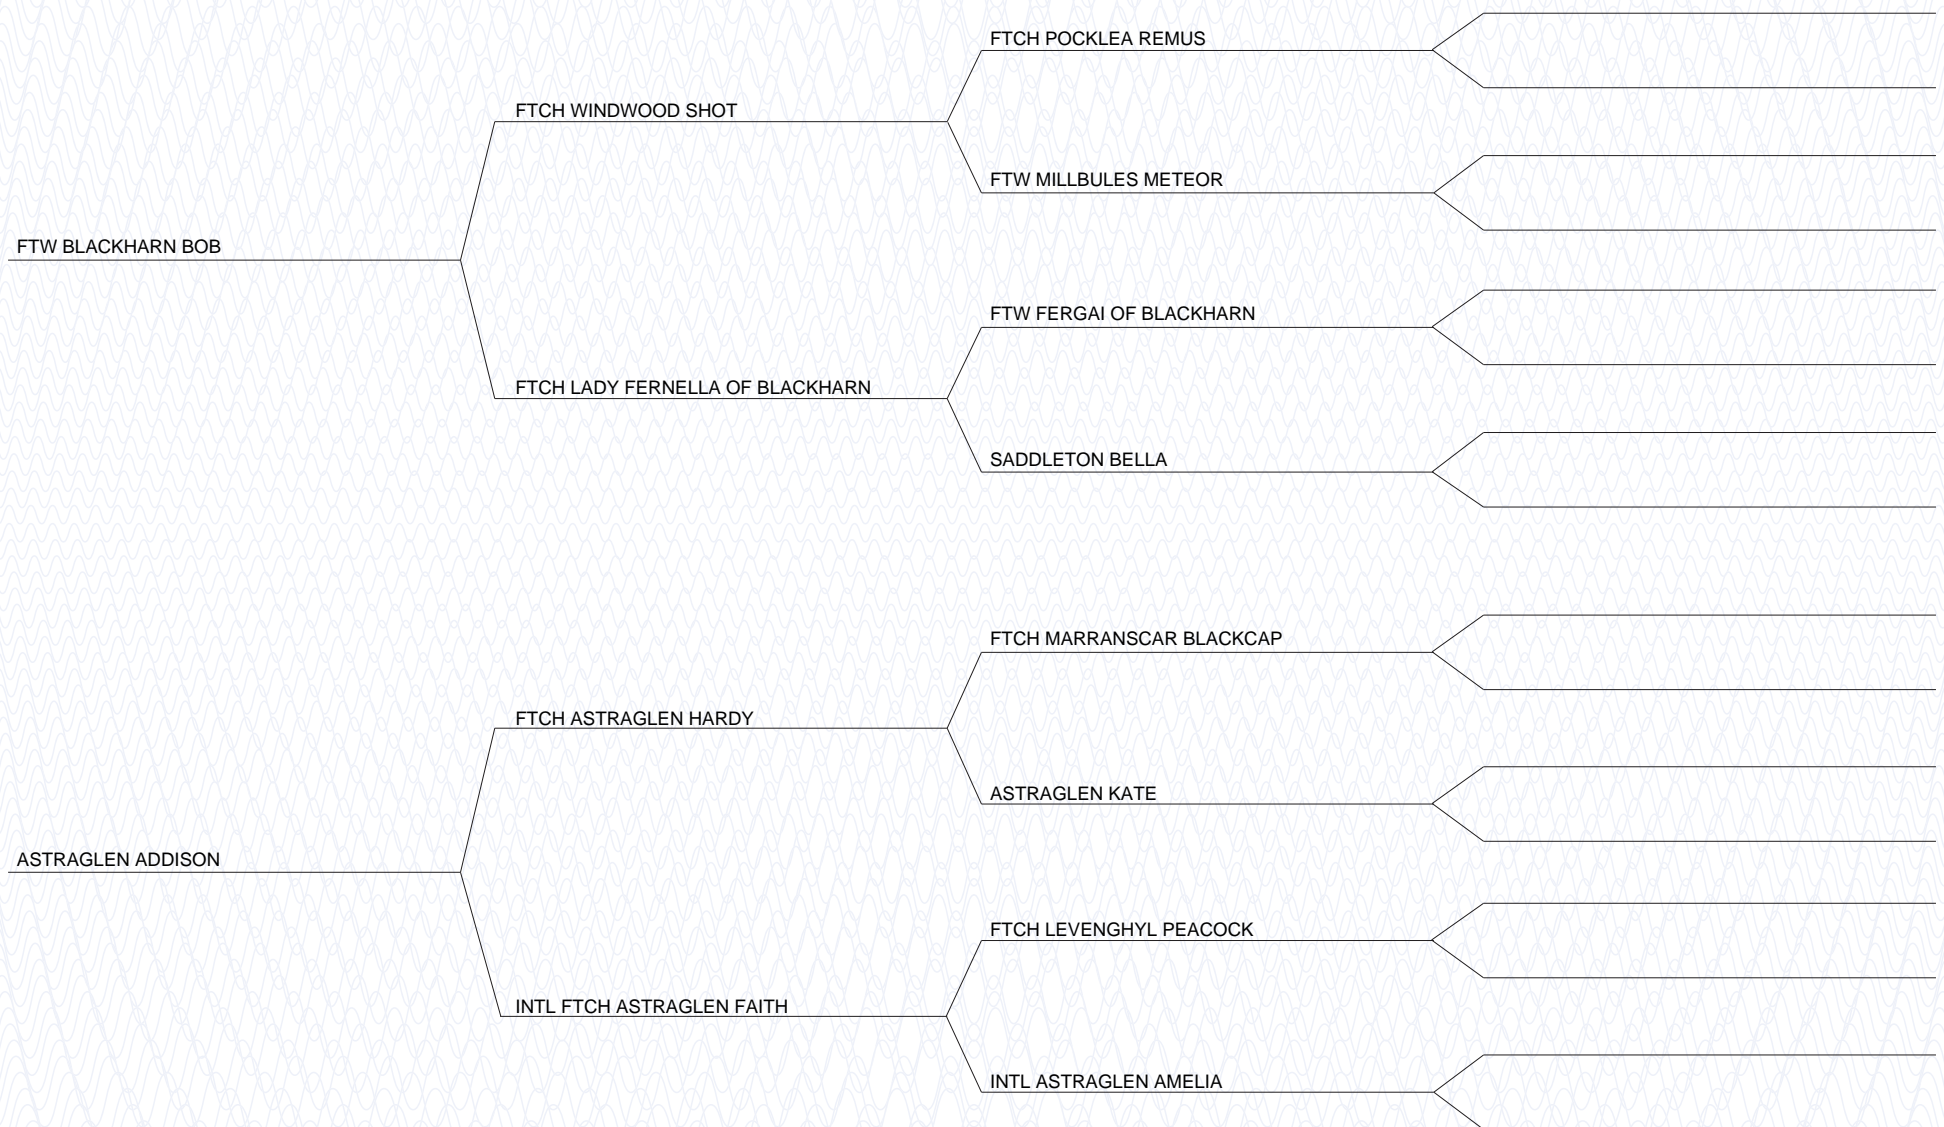 FTCH POCKLEA REMUS
FTCH WINDWOOD SHOT
FTW MILLBULES METEOR
FTW BLACKHARN BOB
FTW FERGAI OF BLACKHARN
FTCH LADY FERNELLA OF BLACKHARN
SADDLETON BELLA
FTCH MARRANSCAR BLACKCAP
FTCH ASTRAGLEN HARDY
ASTRAGLEN KATE
ASTRAGLEN ADDISON
FTCH LEVENGHYL PEACOCK
INTL FTCH ASTRAGLEN FAITH
INTL ASTRAGLEN AMELIA